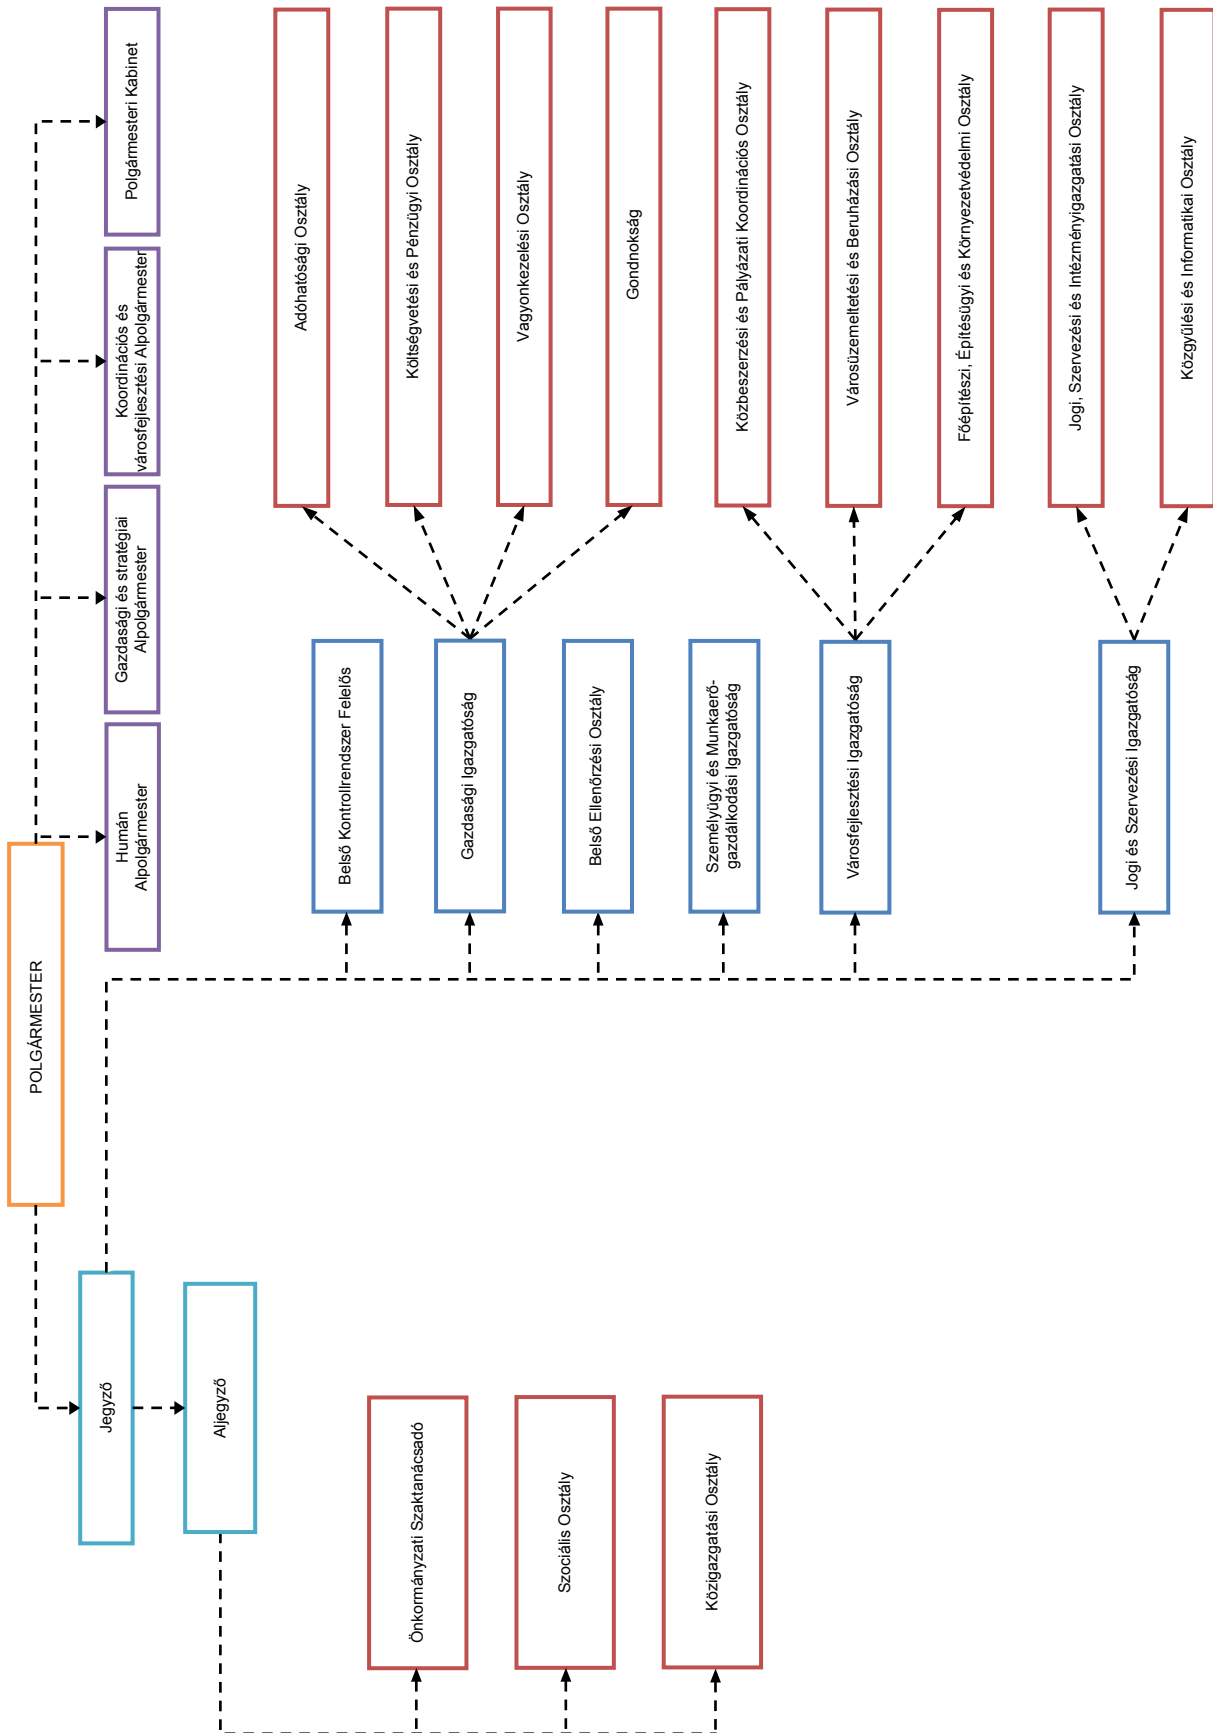 POLGÁRMESTER
Humán
Alpolgármester
Gazdasági és stratégiai
Alpolgármester
Koordinációs és
városfejlesztési Alpolgármester
Polgármesteri Kabinet
Jegyző
Aljegyző
Önkormányzati Szaktanácsadó
Szociális Osztály
Közigazgatási Osztály
Belső Kontrollrendszer Felelős
Gazdasági Igazgatóság
Belső Ellenőrzési Osztály
Személyügyi és Munkaerő-
gazdálkodási Igazgatóság
Városfejlesztési Igazgatóság
Jogi és Szervezési Igazgatóság
Adóhatósági Osztály
Költségvetési és Pénzügyi Osztály
Vagyonkezelési Osztály
Gondnokság
Közbeszerzési és Pályázati Koordinációs Osztály
Városüzemeltetési és Beruházási Osztály
Főépítészi, Építésügyi és Környezetvédelmi Osztály
Jogi, Szervezési és Intézményigazgatási Osztály
Közgyűlési és Informatikai Osztály